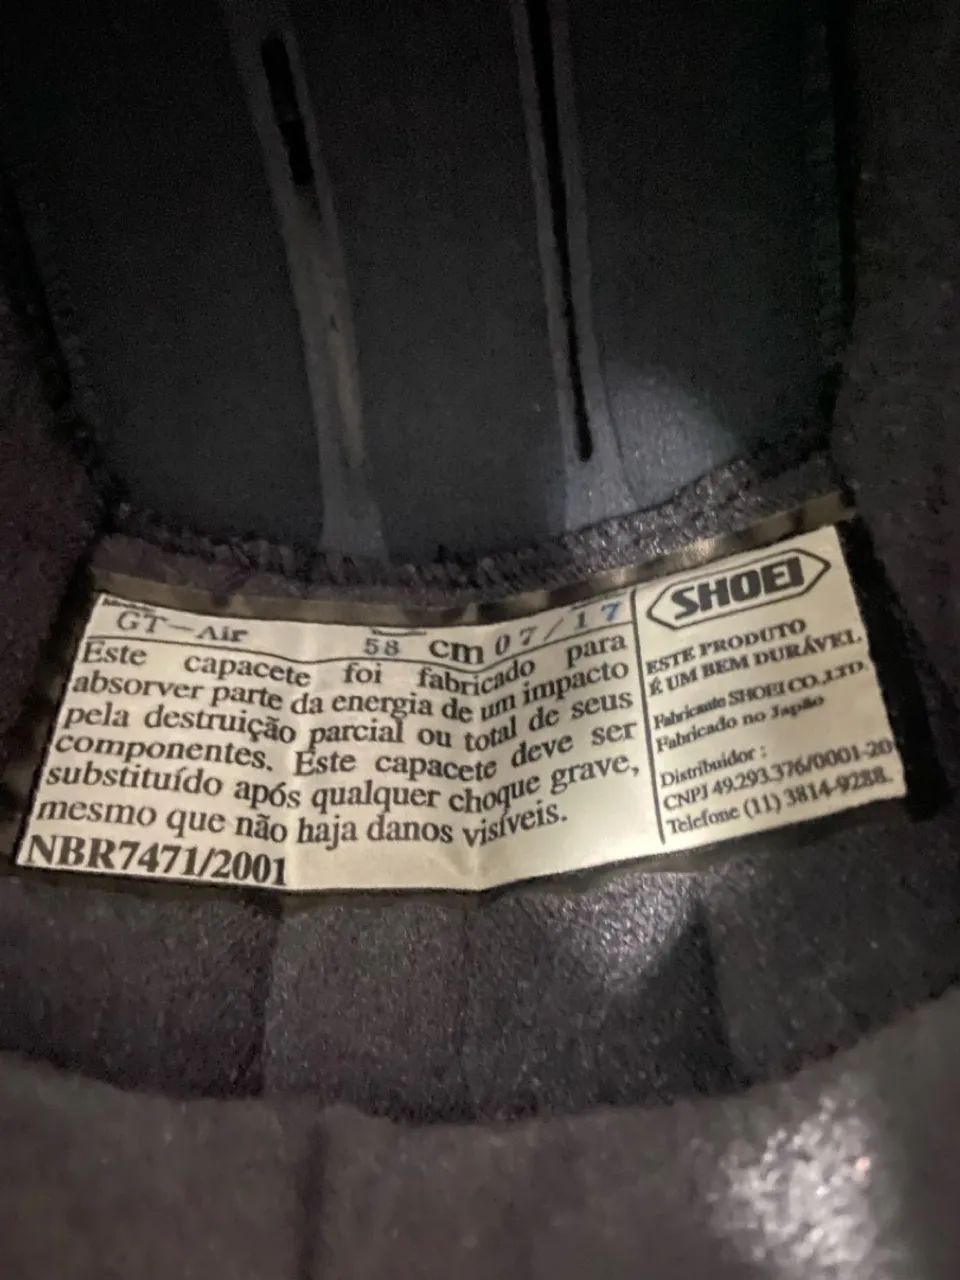 Modelo
GT-Air 58 cm 07/17
Este capacete foi fabricado para
absorver parte da energia de um impacto
pela destruição parcial ou total de seus
componentes. Este capacete deve ser
substituído após qualquer choque grave,
mesmo que não haja danos visíveis.
NBR7471/2001
SHOEI
ESTE PRODUTO
É UM BEM DURÁVEL.
Fabricante SHOEI CO.,LTD.
Fabricado no Japão
Distribuidor :
CNPJ 49.293.376/0001-20
Telefone (11) 3814-9288.